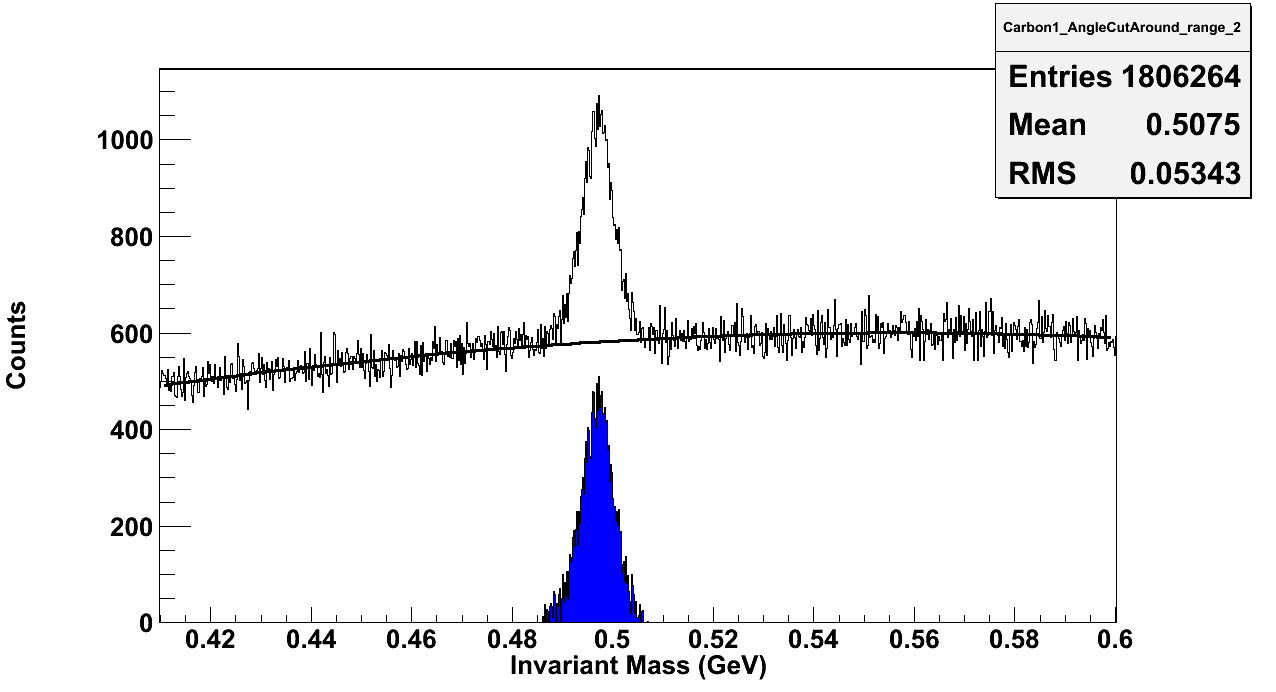 Carbon1_AngleCutAround_range_2
Entries 1806264
Mean 0.5075
RMS 0.05343
1000
800
600
400
200
0
Counts
0.42 0.44 0.46 0.48 0.5 0.52 0.54 0.56 0.58 0.6
Invariant Mass (GeV)